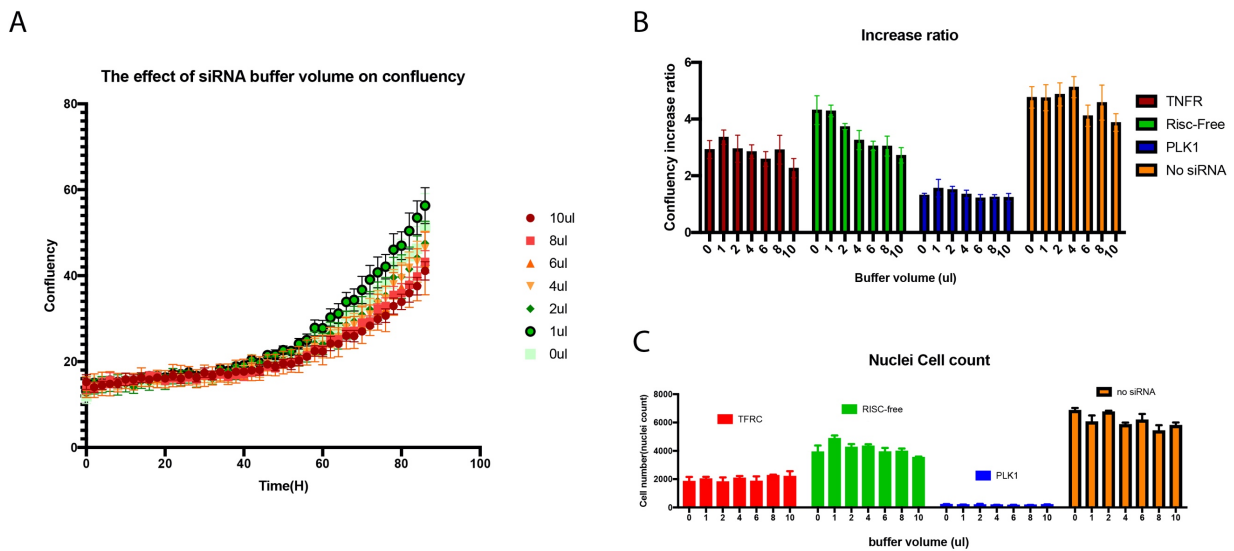 A
The effect of siRNA buffer volume on confluency
80
60
40
20
0
Confluency
0 20 40 60 80 100
Time(H)
10ul
8ul
6ul
4ul
2ul
1ul
0ul
B
Increase ratio
6
4
2
0
Confluency increase ratio
0 1 2 4 6 8 10 0 1 2 4 6 8 10 0 1 2 4 6 8 10 0 1 2 4 6 8 10
Buffer volume (ul)
TNFR
Risc-Free
PLK1
No siRNA
C
Nuclei Cell count
8000
6000
4000
2000
0
Cell number(nuclei count)
TFRC
RISC-free
PLK1
no siRNA
0 1 2 4 6 8 10 0 1 2 4 6 8 10 0 1 2 4 6 8 10 0 1 2 4 6 8 10
buffer volume (ul)